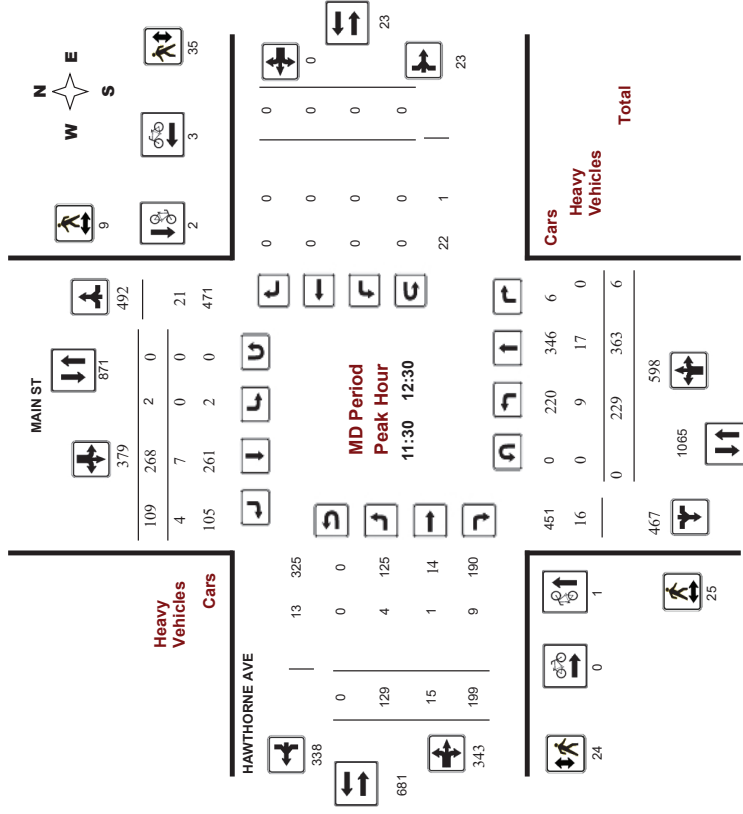 N
W E
S
35
3
9
2
MAIN ST
871
379
492
109 268 2 0
4 7 0 0 21
105 261 2 0 471
Heavy
Vehicles
Cars
23
0
23
0 0 0
0 0 0
0 0 0
0 0 0
22 1
MD Period
Peak Hour
11:30 12:30
HAWTHORNE AVE
13 325
0 0 0
129 4 125
15 1 14
199 9 190
338
681
343
Cars
Heavy
Vehicles
Total
451 0 220 346 6
16 0 9 17 0
0 229 363 6
467
1065
598
24
0
1
25